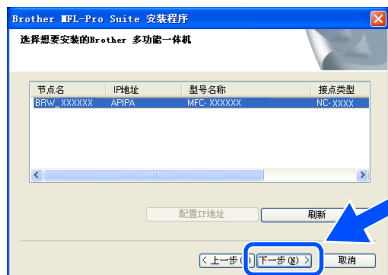 Brother MFL-Pro Suite 安装程序
选择想要安装的Brother 多功能一体机
节点名 IP地址 型号名称 接点类型
BRW_XXXXXX APIPA MFC-XXXXXX NC-XXXX
配置IP地址 刷新
< 上一步( 下一步(N) > 取消